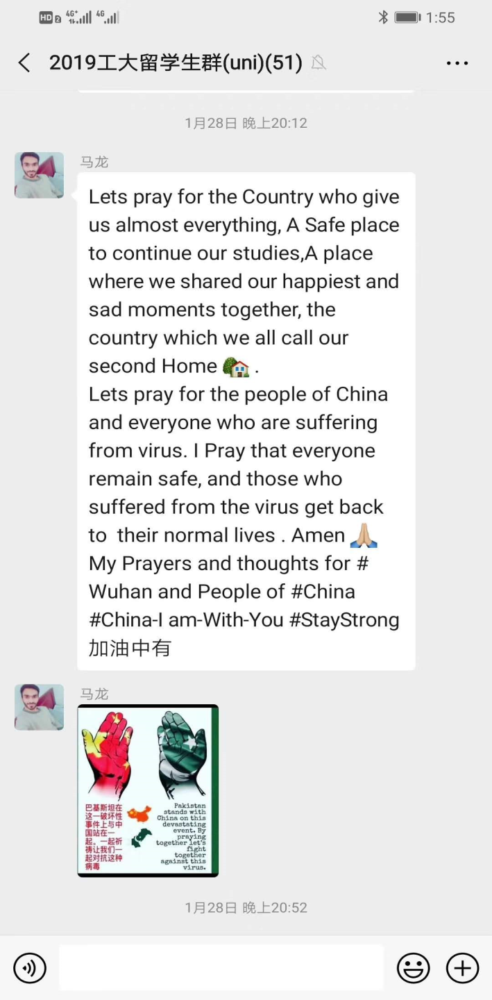 HD 2 4G+ 4G 1:55
2019工大留学生群(uni)(51)
1月28日 晚上20:12
马龙
Lets pray for the Country who give
us almost everything, A Safe place
to continue our studies,A place
where we shared our happiest and
sad moments together, the
country which we all call our
second Home 🏡 .
Lets pray for the people of China
and everyone who are suffering
from virus. I Pray that everyone
remain safe, and those who
suffered from the virus get back
to  their normal lives . Amen 🙏🏼
My Prayers and thoughts for #
Wuhan and People of #China
#China-I am-With-You #StayStrong
加油中有
马龙
巴基斯坦在
这一破坏性
事件上与中
国站在一
起。一起祈
祷让我们一
起对抗这种
病毒
Pakistan
stands with
China on this
devastating
event. By
praying
together let's
fight
together
against this
virus.
1月28日 晚上20:52